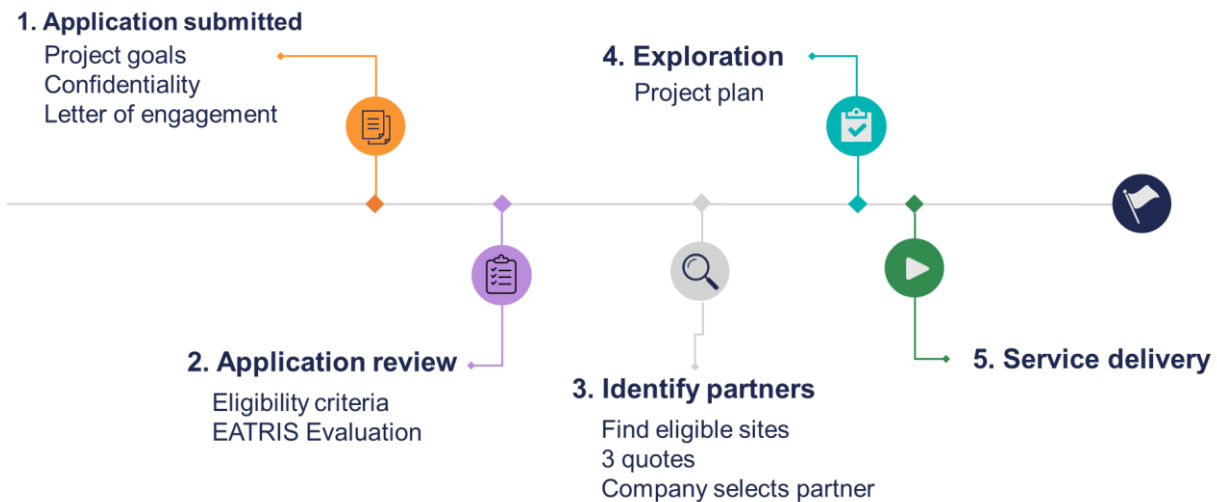 1. Application submitted
Project goals
Confidentiality
Letter of engagement
2. Application review
Eligibility criteria
EATRIS Evaluation
3. Identify partners
Find eligible sites
3 quotes
Company selects partner
4. Exploration
Project plan
5. Service delivery